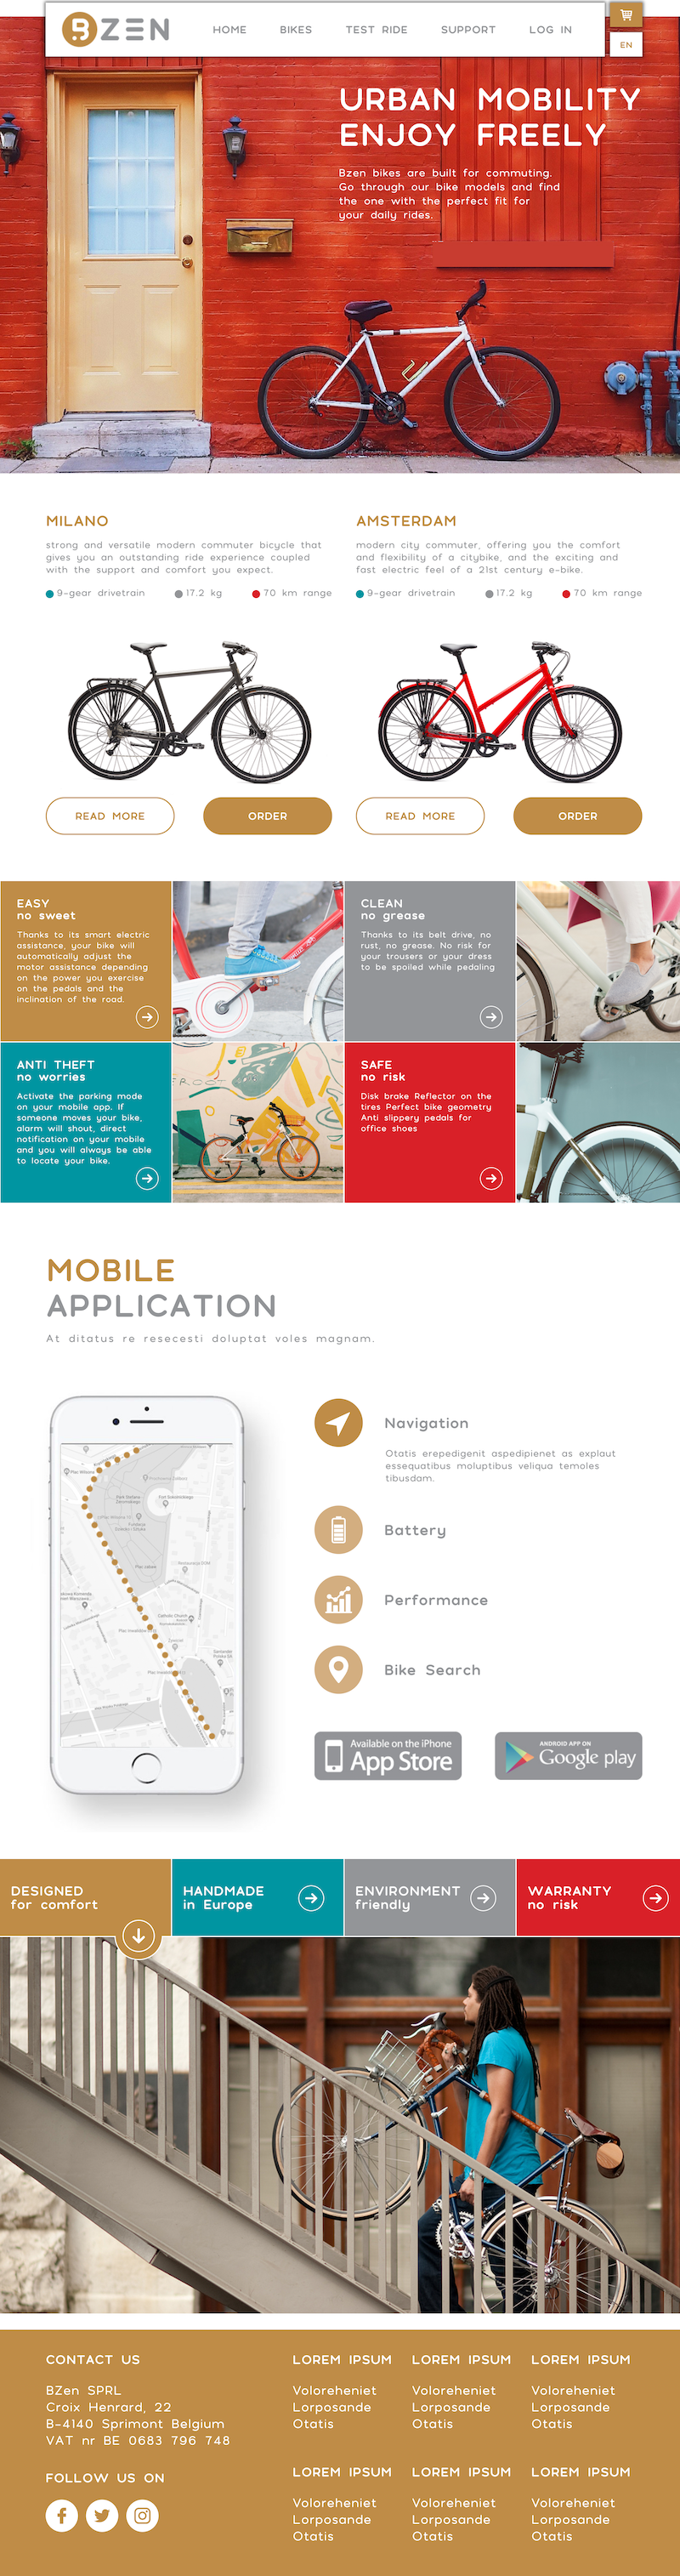 BZEN
HOME BIKES TEST RIDE SUPPORT LOG IN
EN
URBAN MOBILITY
ENJOY FREELY
Bzen bikes are built for commuting.
Go through our bike models and find
the one with the perfect fit for
your daily rides.
MILANO
strong and versatile modern commuter bicycle that
gives you an outstanding ride experience coupled
with the support and comfort you expect.
9-gear drivetrain 17.2 kg 70 km range
READ MORE ORDER
AMSTERDAM
modern city commuter, offering you the comfort
and flexibility of a citybike, and the exciting and
fast electric feel of a 21st century e-bike.
9-gear drivetrain 17.2 kg 70 km range
READ MORE ORDER
EASY
no sweet
Thanks to its smart electric
assistance, your bike will
automatically adjust the
motor assistance depending
on the power you exercise
on the pedals and the
inclination of the road.
CLEAN
no grease
Thanks to its belt drive, no
rust, no grease. No risk for
your trousers or your dress
to be spoiled while pedaling
ANTI THEFT
no worries
Activate the parking mode
on your mobile app. If
someone moves your bike,
alarm will shout, direct
notification on your mobile
and you will always be able
to locate your bike.
SAFE
no risk
Disk brake Reflector on the
tires Perfect bike geometry
Anti slippery pedals for
office shoes
MOBILE
APPLICATION
At ditatus re resecesti doluptat voles magnam.
Navigation
Otatis erepedigenit aspedipienet as explaut
essequatibus moluptibus veliqua temoles
tibusdam.
Battery
Performance
Bike Search
Available on the iPhone
App Store
ANDROID APP ON
Google play
DESIGNED
for comfort
HANDMADE
in Europe
ENVIRONMENT
friendly
WARRANTY
no risk
CONTACT US
BZen SPRL
Croix Henrard, 22
B-4140 Sprimont Belgium
VAT nr BE 0683 796 748
FOLLOW US ON
LOREM IPSUM
Voloreheniet
Lorposande
Otatis
LOREM IPSUM
Voloreheniet
Lorposande
Otatis
LOREM IPSUM
Voloreheniet
Lorposande
Otatis
LOREM IPSUM
Voloreheniet
Lorposande
Otatis
LOREM IPSUM
Voloreheniet
Lorposande
Otatis
LOREM IPSUM
Voloreheniet
Lorposande
Otatis